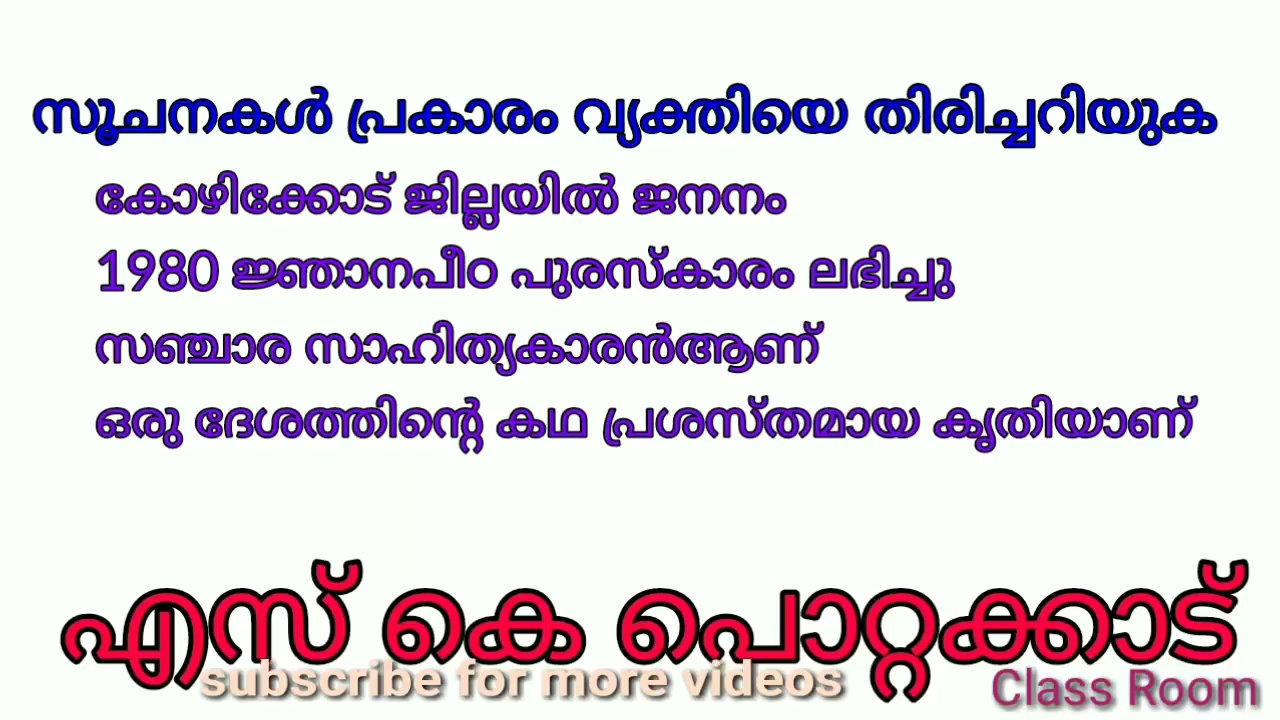 സൂചനകൾ പ്രകാരം വ്യക്തിയെ തിരിച്ചറിയുക
കോഴിക്കോട് ജില്ലയിൽ ജനനം
1980 ജ്ഞാനപീഠ പുരസ്കാരം ലഭിച്ചു
സഞ്ചാര സാഹിത്യകാരൻആണ്
ഒരു ദേശത്തിന്റെ കഥ പ്രശസ്തമായ കൃതിയാണ്
എസ് കെ പൊറ്റക്കാട്
subscribe for more videos
Class Room